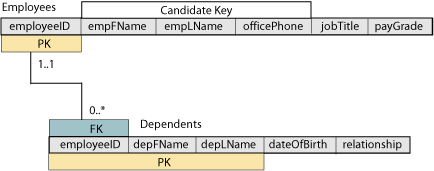 Employees
Candidate Key
employeeID empFName empLName officePhone jobTitle payGrade
PK
1..1
0..*
FK Dependents
employeeID depFName depLName dateOfBirth relationship
PK